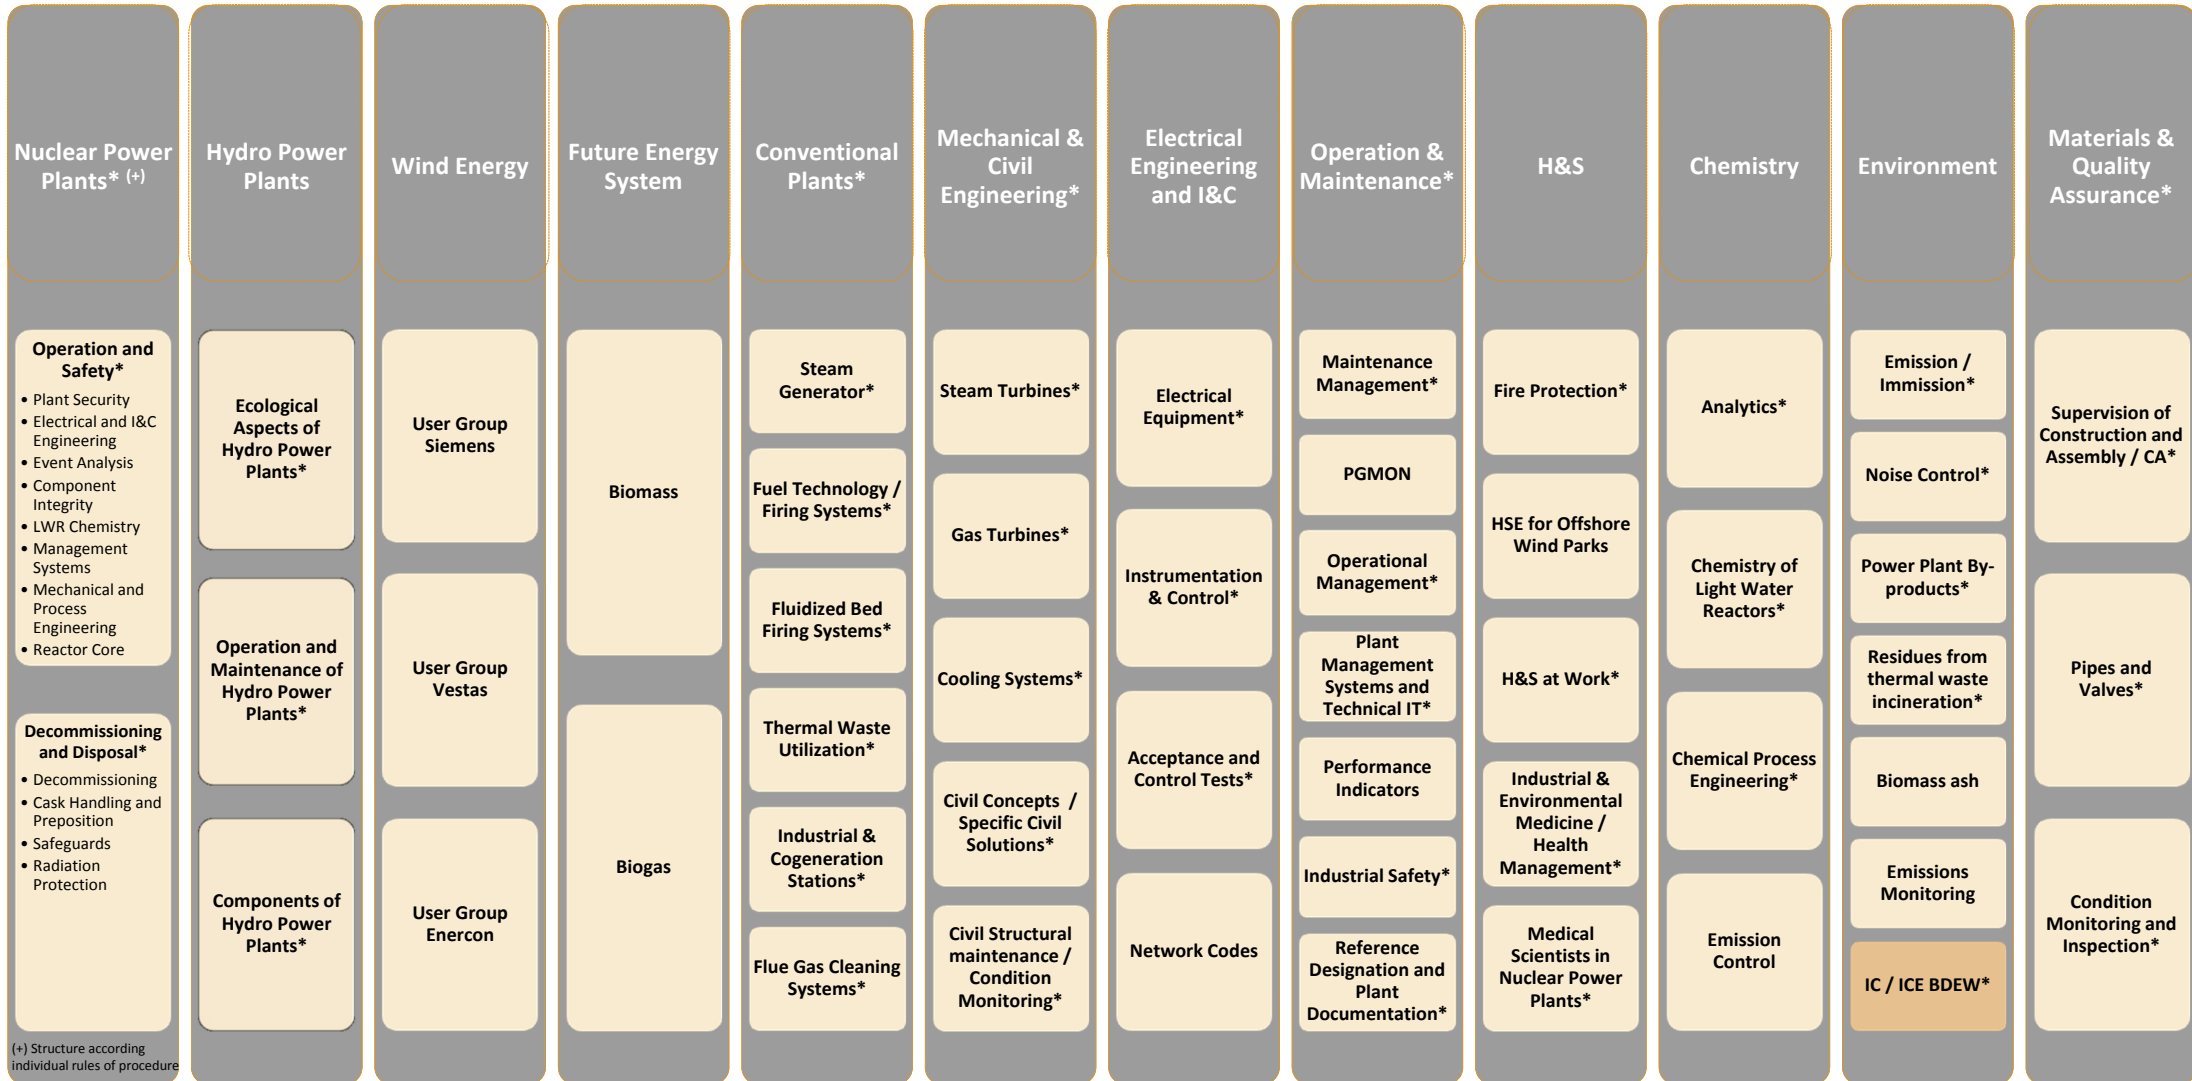 Nuclear Power
Plants* (+)
Operation and
Safety*
• Plant Security
• Electrical and I&C
Engineering
• Event Analysis
• Component
Integrity
• LWR Chemistry
• Management
Systems
• Mechanical and
Process
Engineering
• Reactor Core
Decommissioning
and Disposal*
• Decommissioning
• Cask Handling and
Preposition
• Safeguards
• Radiation
Protection
(+) Structure according
individual rules of procedure
Hydro Power
Plants
Ecological
Aspects of
Hydro Power
Plants*
Operation and
Maintenance of
Hydro Power
Plants*
Components of
Hydro Power
Plants*
Wind Energy
User Group
Siemens
User Group
Vestas
User Group
Enercon
Future Energy
System
Biomass
Biogas
Conventional
Plants*
Steam
Generator*
Fuel Technology /
Firing Systems*
Fluidized Bed
Firing Systems*
Thermal Waste
Utilization*
Industrial &
Cogeneration
Stations*
Flue Gas Cleaning
Systems*
Mechanical &
Civil
Engineering*
Steam Turbines*
Gas Turbines*
Cooling Systems*
Civil Concepts /
Specific Civil
Solutions*
Civil Structural
maintenance /
Condition
Monitoring*
Electrical
Engineering
and I&C
Electrical
Equipment*
Instrumentation
& Control*
Acceptance and
Control Tests*
Network Codes
Operation &
Maintenance*
Maintenance
Management*
PGMON
Operational
Management*
Plant
Management
Systems and
Technical IT*
Performance
Indicators
Industrial Safety*
Reference
Designation and
Plant
Documentation*
H&S
Fire Protection*
HSE for Offshore
Wind Parks
H&S at Work*
Industrial &
Environmental
Medicine /
Health
Management*
Medical
Scientists in
Nuclear Power
Plants*
Chemistry
Analytics*
Chemistry of
Light Water
Reactors*
Chemical Process
Engineering*
Emission
Control
Environment
Emission /
Immission*
Noise Control*
Power Plant By-
products*
Residues from
thermal waste
incineration*
Biomass ash
Emissions
Monitoring
IC / ICE BDEW*
Materials &
Quality
Assurance*
Supervision of
Construction and
Assembly / CA*
Pipes and
Valves*
Condition
Monitoring and
Inspection*